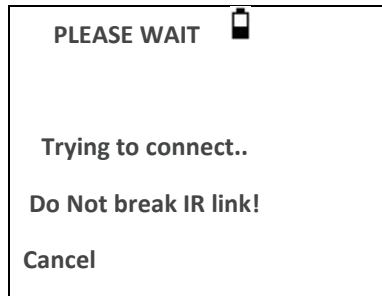 PLEASE WAIT
Trying to connect..
Do Not break IR link!
Cancel